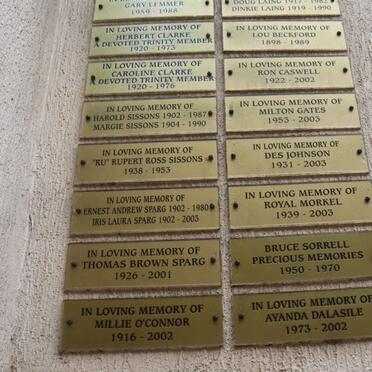 IN LOVING MEMORY OF
GARY LEMMER
1959 - 1988
IN LOVING MEMORY OF
HERBERT CLARKE
A DEVOTED TRINITY MEMBER
1920 - 1973
IN LOVING MEMORY OF
CAROLINE CLARKE
A DEVOTED TRINITY MEMBER
1920 - 1976
IN LOVING MEMORY OF
HAROLD SISSONS 1902 - 1987
MARGIE SISSONS 1904 - 1990
IN LOVING MEMORY OF
"RU" RUPERT ROSS SISSONS
1938 - 1953
IN LOVING MEMORY OF
ERNEST ANDREW SPARG 1902 - 1980
IRIS LAURA SPARG 1902 - 2003
IN LOVING MEMORY OF
THOMAS BROWN SPARG
1926 - 2001
IN LOVING MEMORY OF
MILLIE O'CONNOR
1916 - 2002
DOUG LAING 1917 - 1982
DINKIE LAING 1919 - 1990
IN LOVING MEMORY OF
LOU BECKFORD
1898 - 1989
IN LOVING MEMORY OF
RON CASWELL
1922 - 2002
IN LOVING MEMORY OF
MILTON GATES
1953 - 2003
IN LOVING MEMORY OF
DES JOHNSON
1931 - 2003
IN LOVING MEMORY OF
ROYAL MORKEL
1939 - 2003
BRUCE SORRELL
PRECIOUS MEMORIES
1950 - 1970
IN LOVING MEMORY OF
AYANDA DALASILE
1973 - 2002